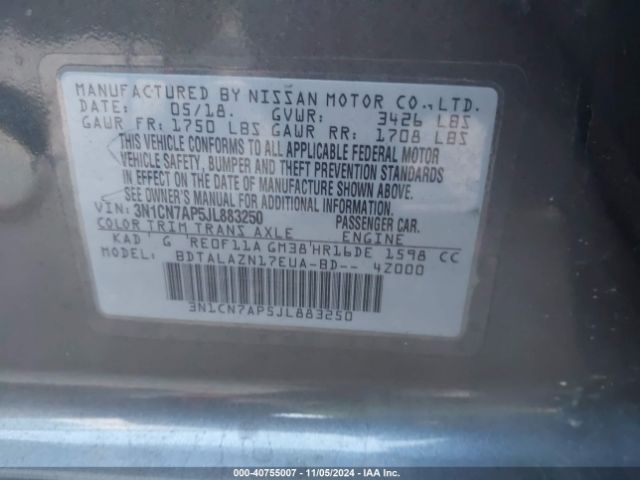 MANUFACTURED BY NISSAN MOTOR CO.,LTD.
DATE: 05/18. GVWR: 3426 LBS
GAWR FR: 1750 LBS GAWR RR: 1708 LBS
THIS VEHICLE CONFORMS TO ALL APPLICABLE FEDERAL MOTOR
VEHICLE SAFETY, BUMPER AND THEFT PREVENTION STANDARDS
IN EFFECT ON THE DATE OF MANUFACTURE SHOWN ABOVE.
SEE OWNER'S MANUAL FOR ADDITIONAL INFORMATION.
VIN: 3N1CN7AP5JL883250 PASSENGER CAR.
COLOR TRIM TRANS AXLE ENGINE
KAD G RE0F11A GM38 HR16DE 1598 CC
MODEL: BDTALAZN17EUA-BD-- 4Z000
3N1CN7AP5JL883250
000-40755007 - 11/05/2024 - IAA Inc.